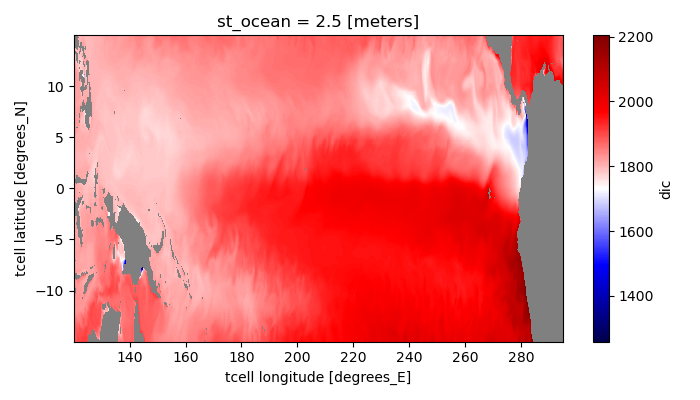 st_ocean = 2.5 [meters]
10
5
0
−5
−10
tcell latitude [degrees_N]
140 160 180 200 220 240 260 280
tcell longitude [degrees_E]
2200
2000
1800
1600
1400
dic